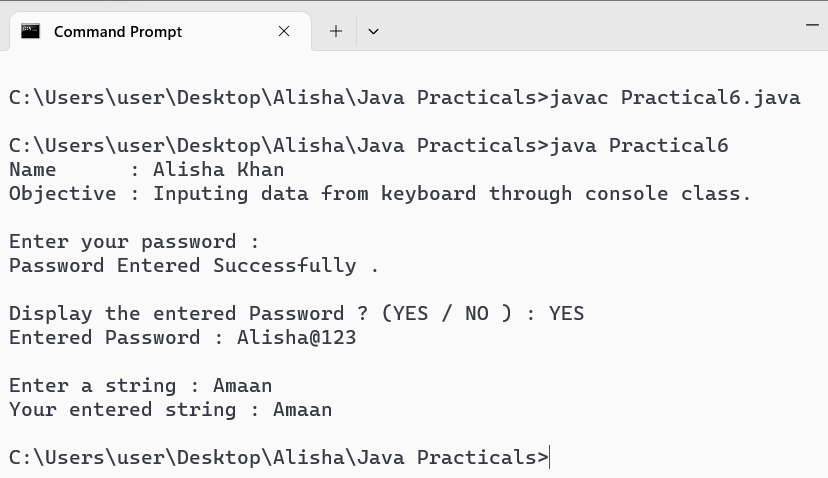 Command Prompt
C:\Users\user\Desktop\Alisha\Java Practicals>javac Practical6.java
C:\Users\user\Desktop\Alisha\Java Practicals>java Practical6
Name      : Alisha Khan
Objective : Inputing data from keyboard through console class.
Enter your password :
Password Entered Successfully .
Display the entered Password ? (YES / NO ) : YES
Entered Password : Alisha@123
Enter a string : Amaan
Your entered string : Amaan
C:\Users\user\Desktop\Alisha\Java Practicals>